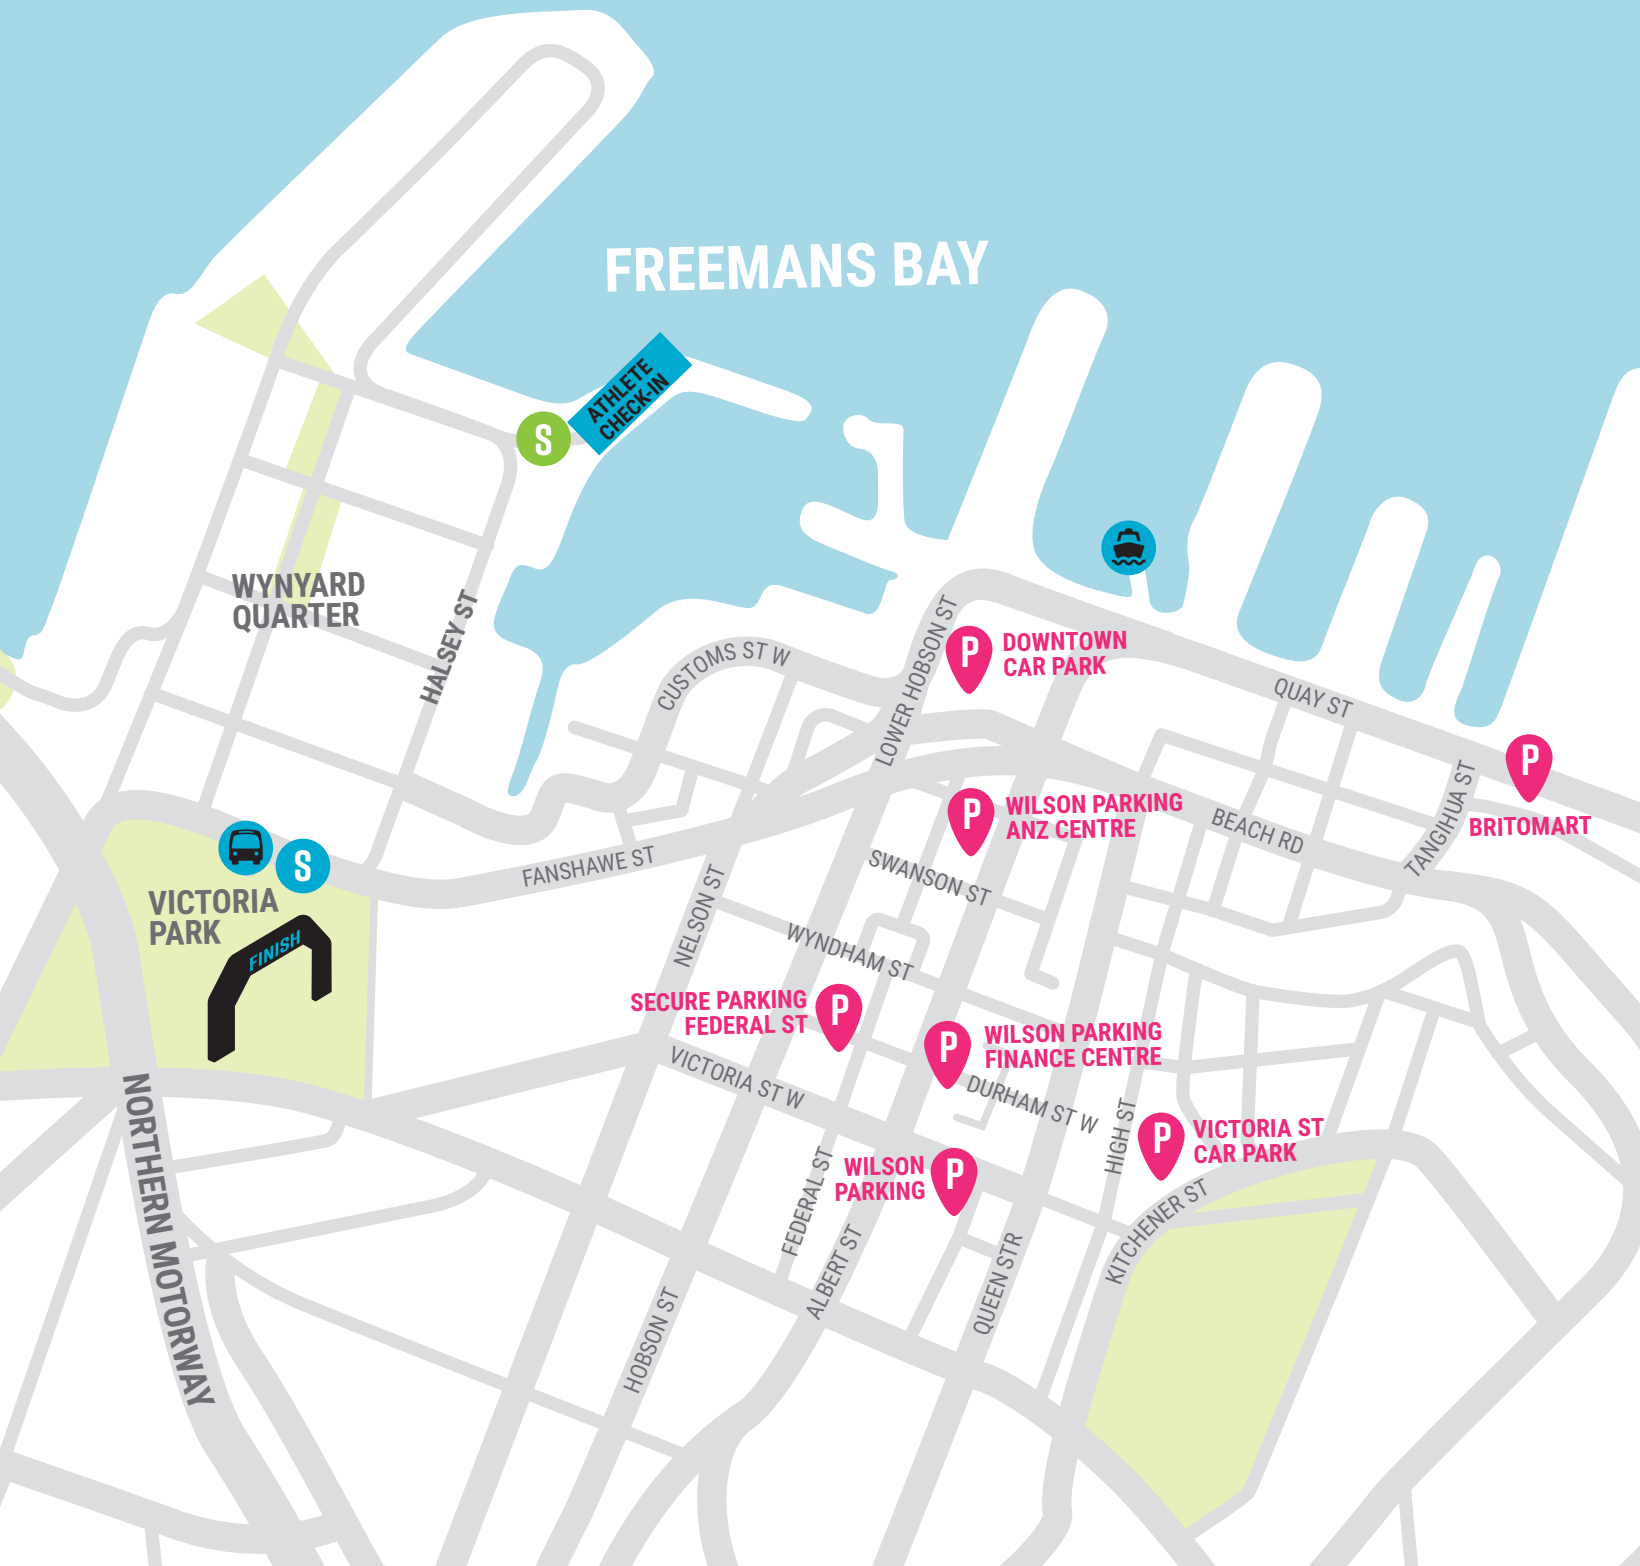 FREEMANS BAY
ATHLETE
CHECK-IN
S
WYNYARD
QUARTER
HALSEY ST
CUSTOMS ST W
LOWER HOBSON ST
P
DOWNTOWN
CAR PARK
QUAY ST
P
BRITOMART
TANGIHUA ST
P
WILSON PARKING
ANZ CENTRE
BEACH RD
S
VICTORIA
PARK
FINISH
FANSHAWE ST
SWANSON ST
NELSON ST
WYNDHAM ST
SECURE PARKING
FEDERAL ST
P
P
WILSON PARKING
FINANCE CENTRE
VICTORIA ST W
DURHAM ST W
HIGH ST
P
VICTORIA ST
CAR PARK
WILSON
PARKING
P
NORTHERN MOTORWAY
FEDERAL ST
ALBERT ST
KITCHENER ST
QUEEN STR
HOBSON ST